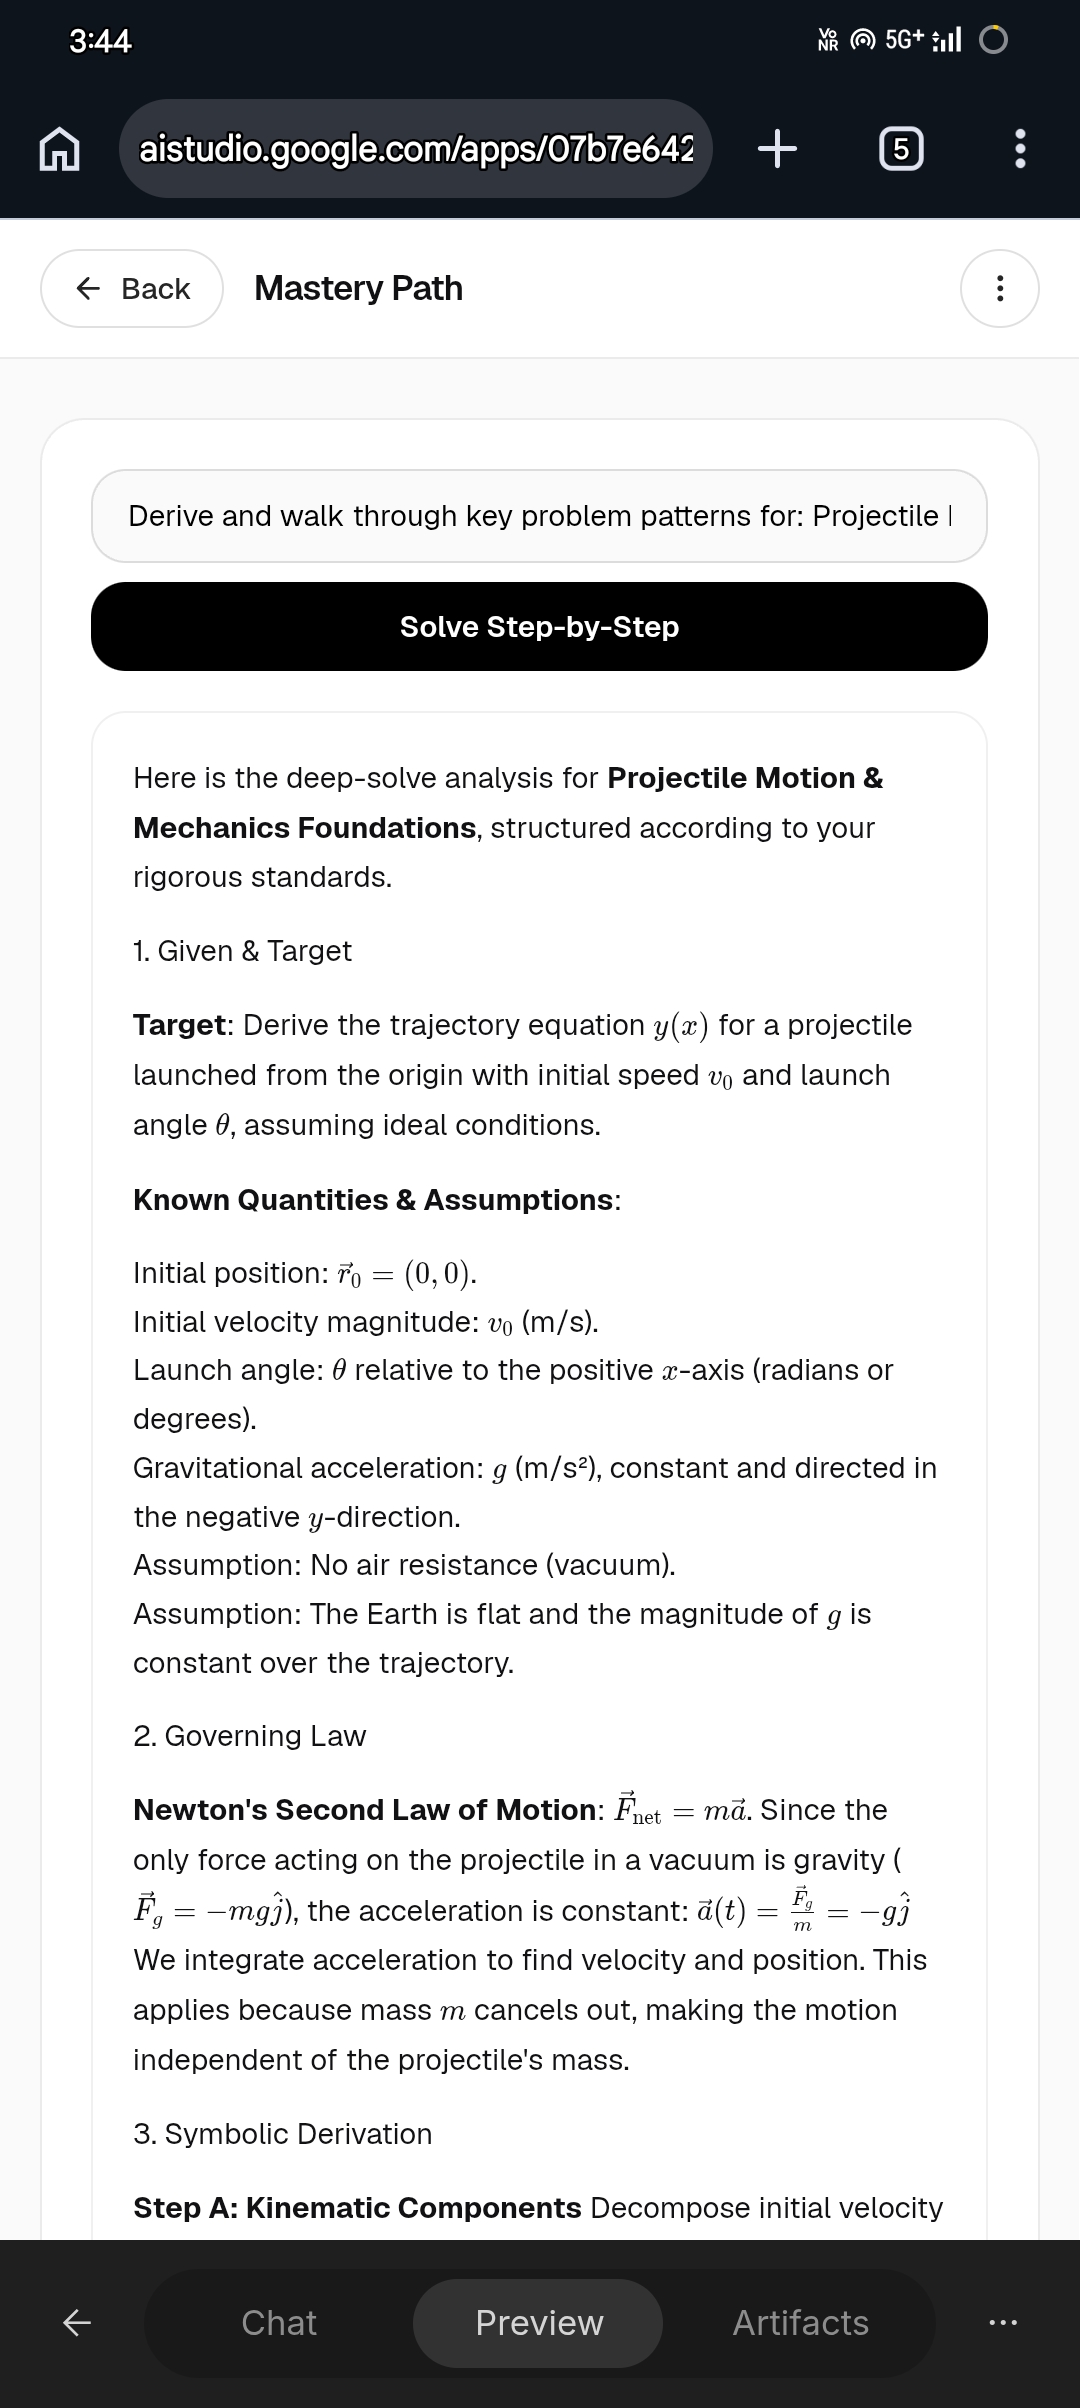 3:44
Vo
NR
5G+
aistudio.google.com/apps/07b7e642
5
Back
Mastery Path
Derive and walk through key problem patterns for: Projectile
Solve Step-by-Step
Here is the deep-solve analysis for Projectile Motion &
Mechanics Foundations, structured according to your
rigorous standards.
1. Given & Target
Target: Derive the trajectory equation y(x) for a projectile
launched from the origin with initial speed v₀ and launch
angle θ, assuming ideal conditions.
Known Quantities & Assumptions:
Initial position: r⃗₀ = (0, 0).
Initial velocity magnitude: v₀ (m/s).
Launch angle: θ relative to the positive x-axis (radians or
degrees).
Gravitational acceleration: g (m/s²), constant and directed in
the negative y-direction.
Assumption: No air resistance (vacuum).
Assumption: The Earth is flat and the magnitude of g is
constant over the trajectory.
2. Governing Law
Newton's Second Law of Motion: F⃗net = ma⃗. Since the
only force acting on the projectile in a vacuum is gravity (
F⃗g = −mgĵ), the acceleration is constant: a⃗(t) = F⃗g/m = −gĵ
We integrate acceleration to find velocity and position. This
applies because mass m cancels out, making the motion
independent of the projectile's mass.
3. Symbolic Derivation
Step A: Kinematic Components Decompose initial velocity
Chat
Preview
Artifacts